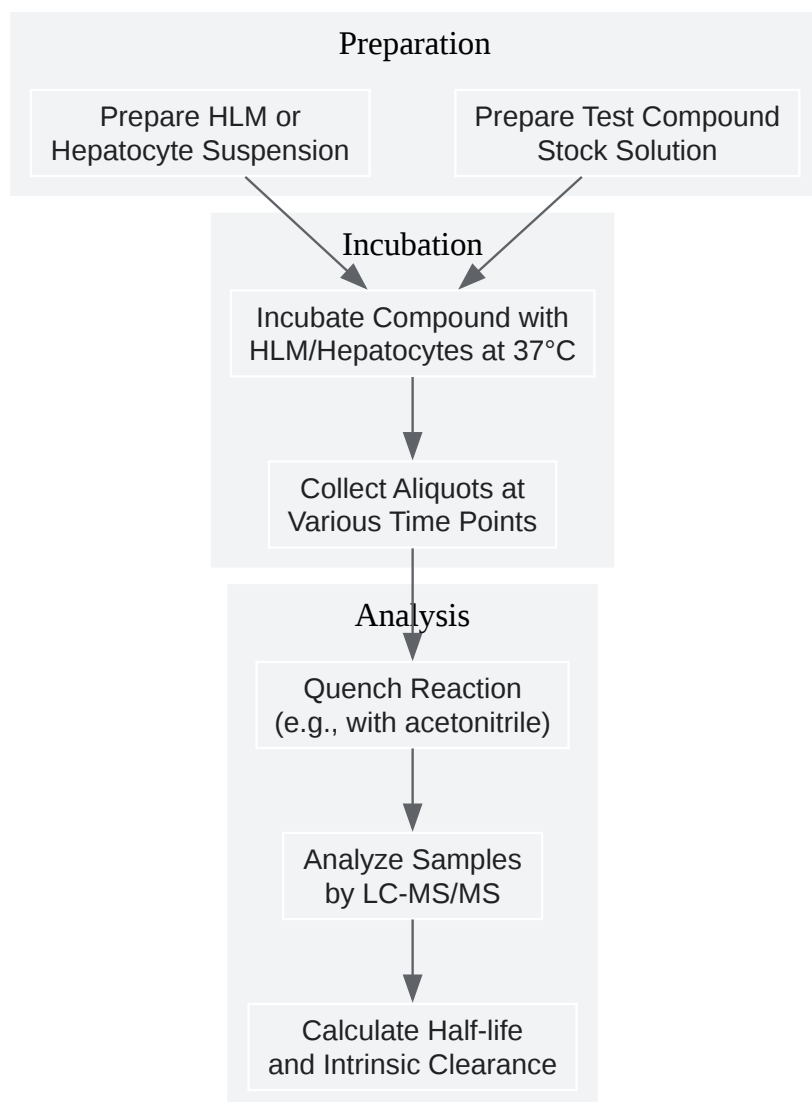 Preparation
Prepare HLM or
Hepatocyte Suspension
Prepare Test Compound
Stock Solution
Incubation
Incubate Compound with
HLM/Hepatocytes at 37°C
Collect Aliquots at
Various Time Points
Analysis
Quench Reaction
(e.g., with acetonitrile)
Analyze Samples
by LC-MS/MS
Calculate Half-life
and Intrinsic Clearance